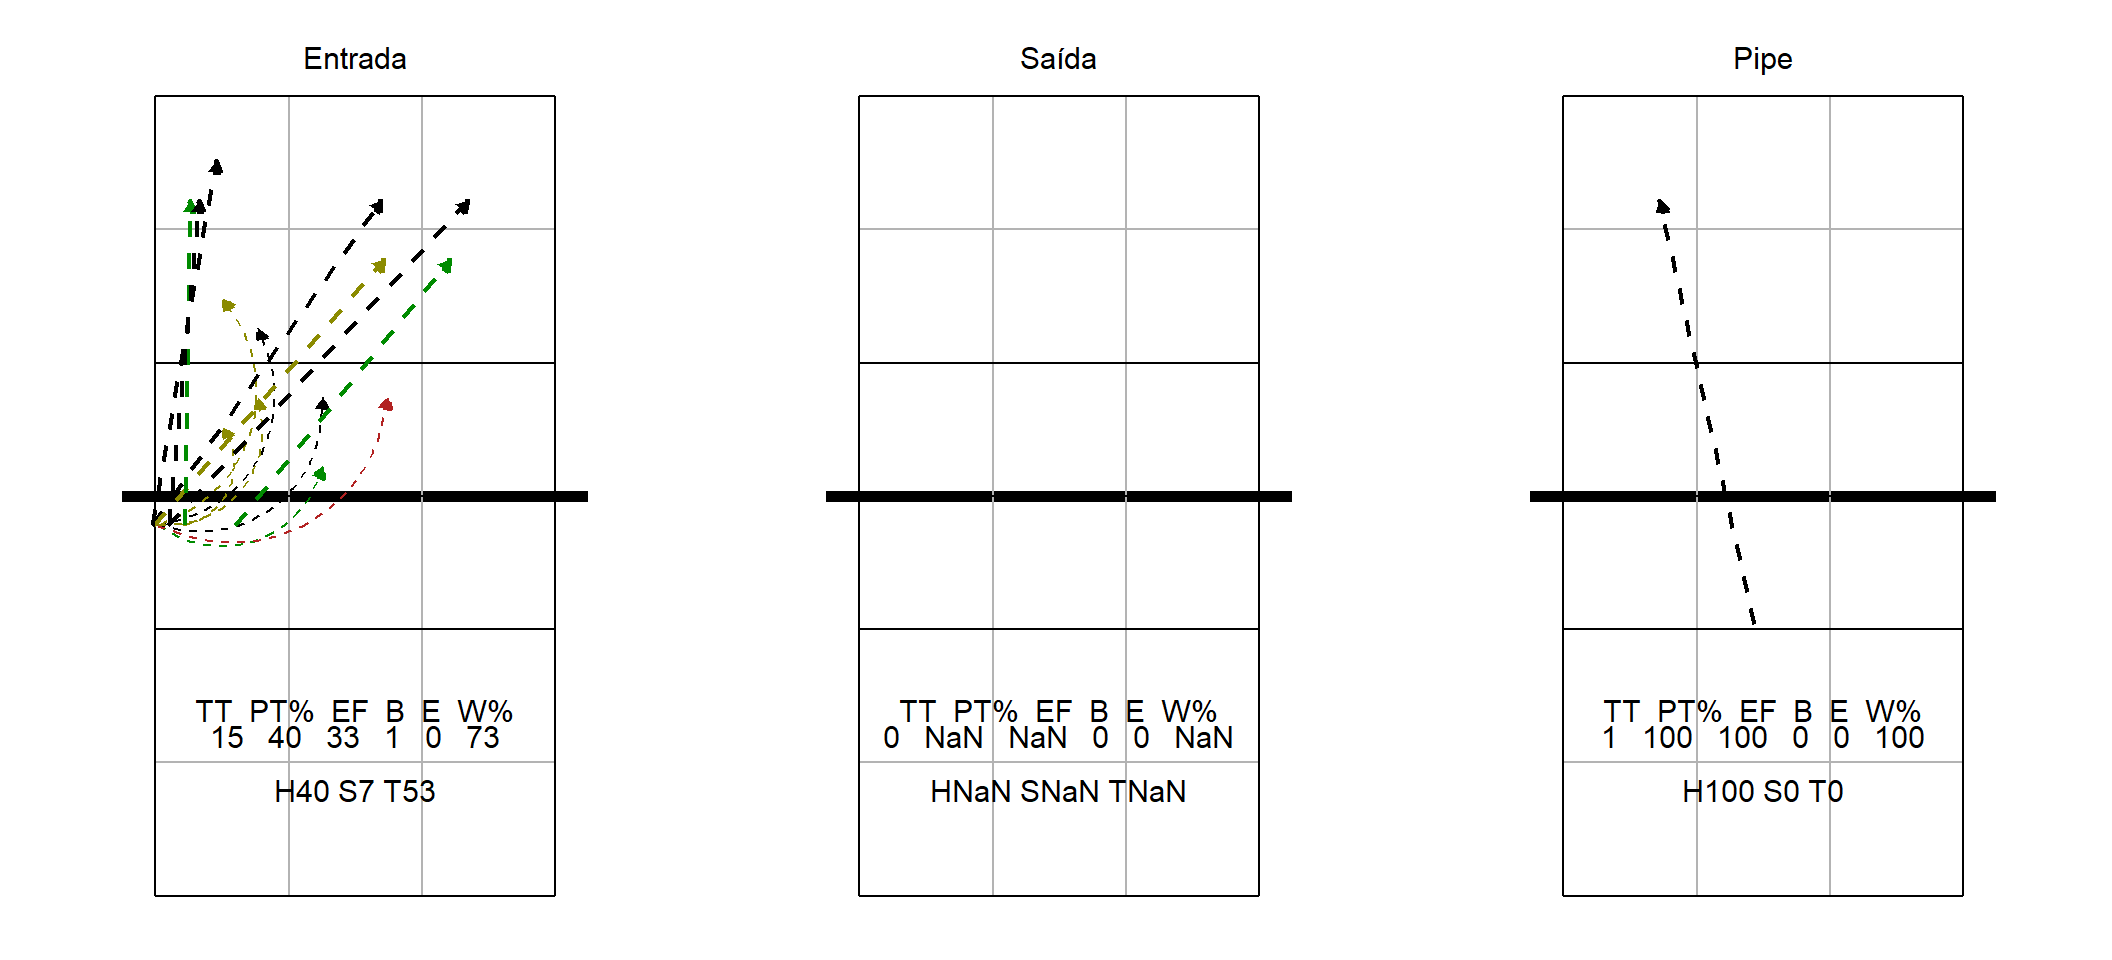 Entrada
TT PT% EF B E W%
15 40 33 1 0 73
H40 S7 T53
Saída
TT PT% EF B E W%
0 NaN NaN 0 0 NaN
HNaN SNaN TNaN
Pipe
TT PT% EF B E W%
1 100 100 0 0 100
H100 S0 T0